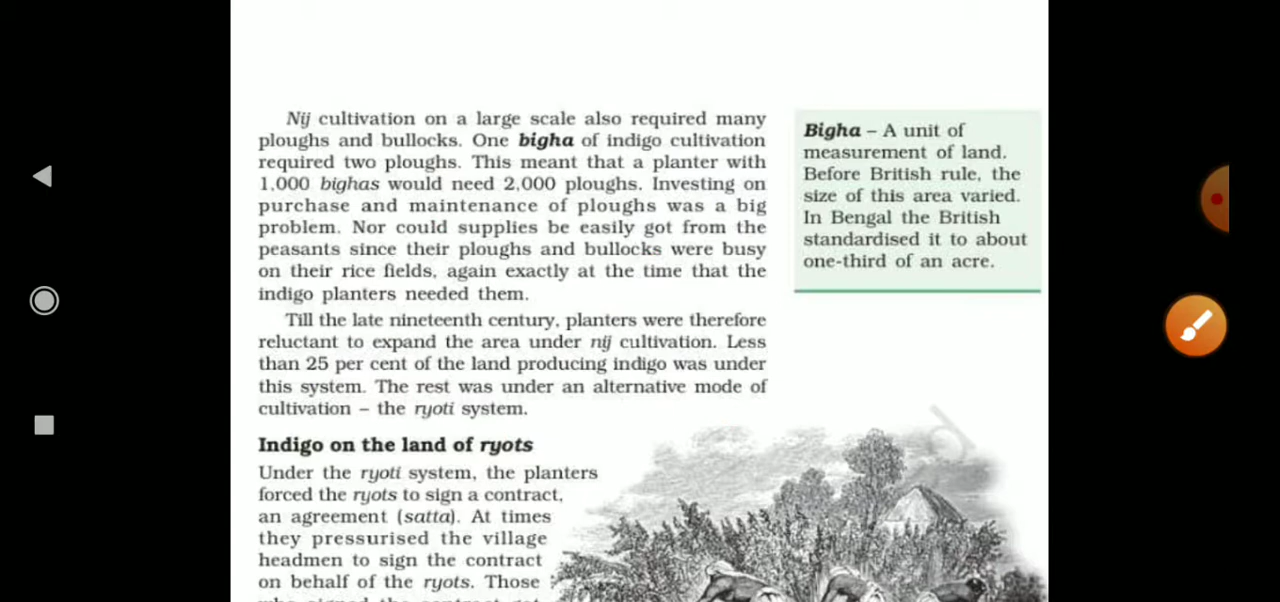 Nij cultivation on a large scale also required many
ploughs and bullocks. One bigha of indigo cultivation
required two ploughs. This meant that a planter with
1,000 bighas would need 2,000 ploughs. Investing on
purchase and maintenance of ploughs was a big
problem. Nor could supplies be easily got from the
peasants since their ploughs and bullocks were busy
on their rice fields, again exactly at the time that the
indigo planters needed them.
Till the late nineteenth century, planters were therefore
reluctant to expand the area under nij cultivation. Less
than 25 per cent of the land producing indigo was under
this system. The rest was under an alternative mode of
cultivation – the ryoti system.
Indigo on the land of ryots
Under the ryoti system, the planters
forced the ryots to sign a contract,
an agreement (satta). At times
they pressurised the village
headmen to sign the contract
on behalf of the ryots. Those
who signed the contract got
Bigha – A unit of
measurement of land.
Before British rule, the
size of this area varied.
In Bengal the British
standardised it to about
one-third of an acre.